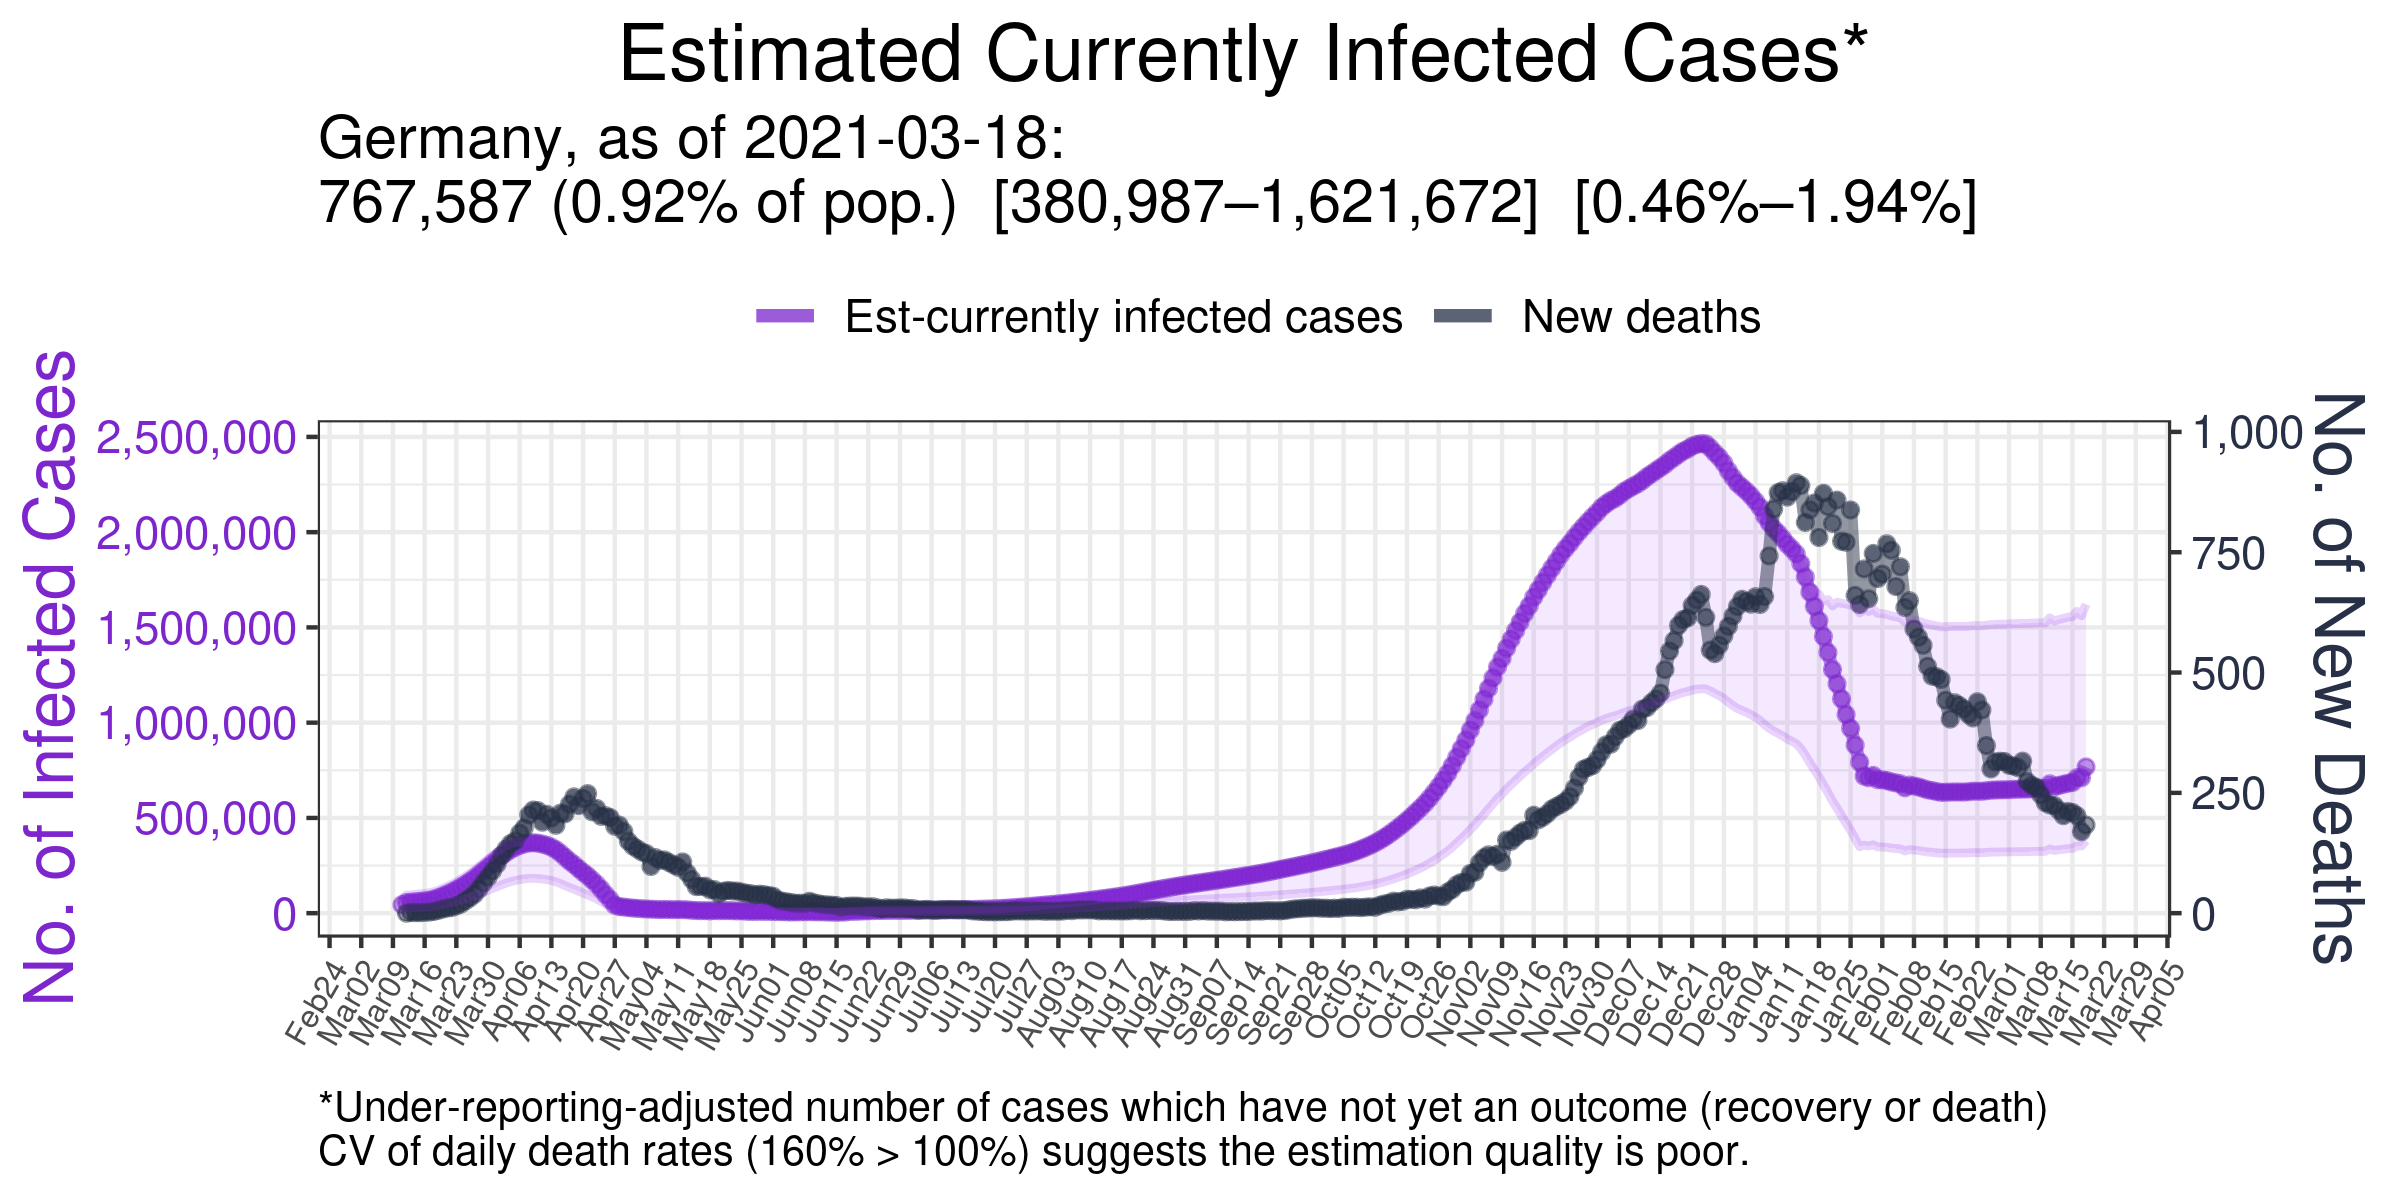 Estimated Currently Infected Cases*
Germany, as of 2021-03-18:
767,587 (0.92% of pop.) [380,987–1,621,672] [0.46%–1.94%]
Est-currently infected cases New deaths
No. of Infected Cases
2,500,000
2,000,000
1,500,000
1,000,000
500,000
0
1,000
750
500
250
0
No. of New Deaths
Feb24 Mar02 Mar09 Mar16 Mar23 Mar30 Apr06 Apr13 Apr20 Apr27 May04 May11 May18 May25 Jun01 Jun08 Jun15 Jun22 Jun29 Jul06 Jul13 Jul20 Jul27 Aug03 Aug10 Aug17 Aug24 Aug31 Sep07 Sep14 Sep21 Sep28 Oct05 Oct12 Oct19 Oct26 Nov02 Nov09 Nov16 Nov23 Nov30 Dec07 Dec14 Dec21 Dec28 Jan04 Jan11 Jan18 Jan25 Feb01 Feb08 Feb15 Feb22 Mar01 Mar08 Mar15 Mar22 Mar29 Apr05
*Under-reporting-adjusted number of cases which have not yet an outcome (recovery or death)
CV of daily death rates (160% > 100%) suggests the estimation quality is poor.